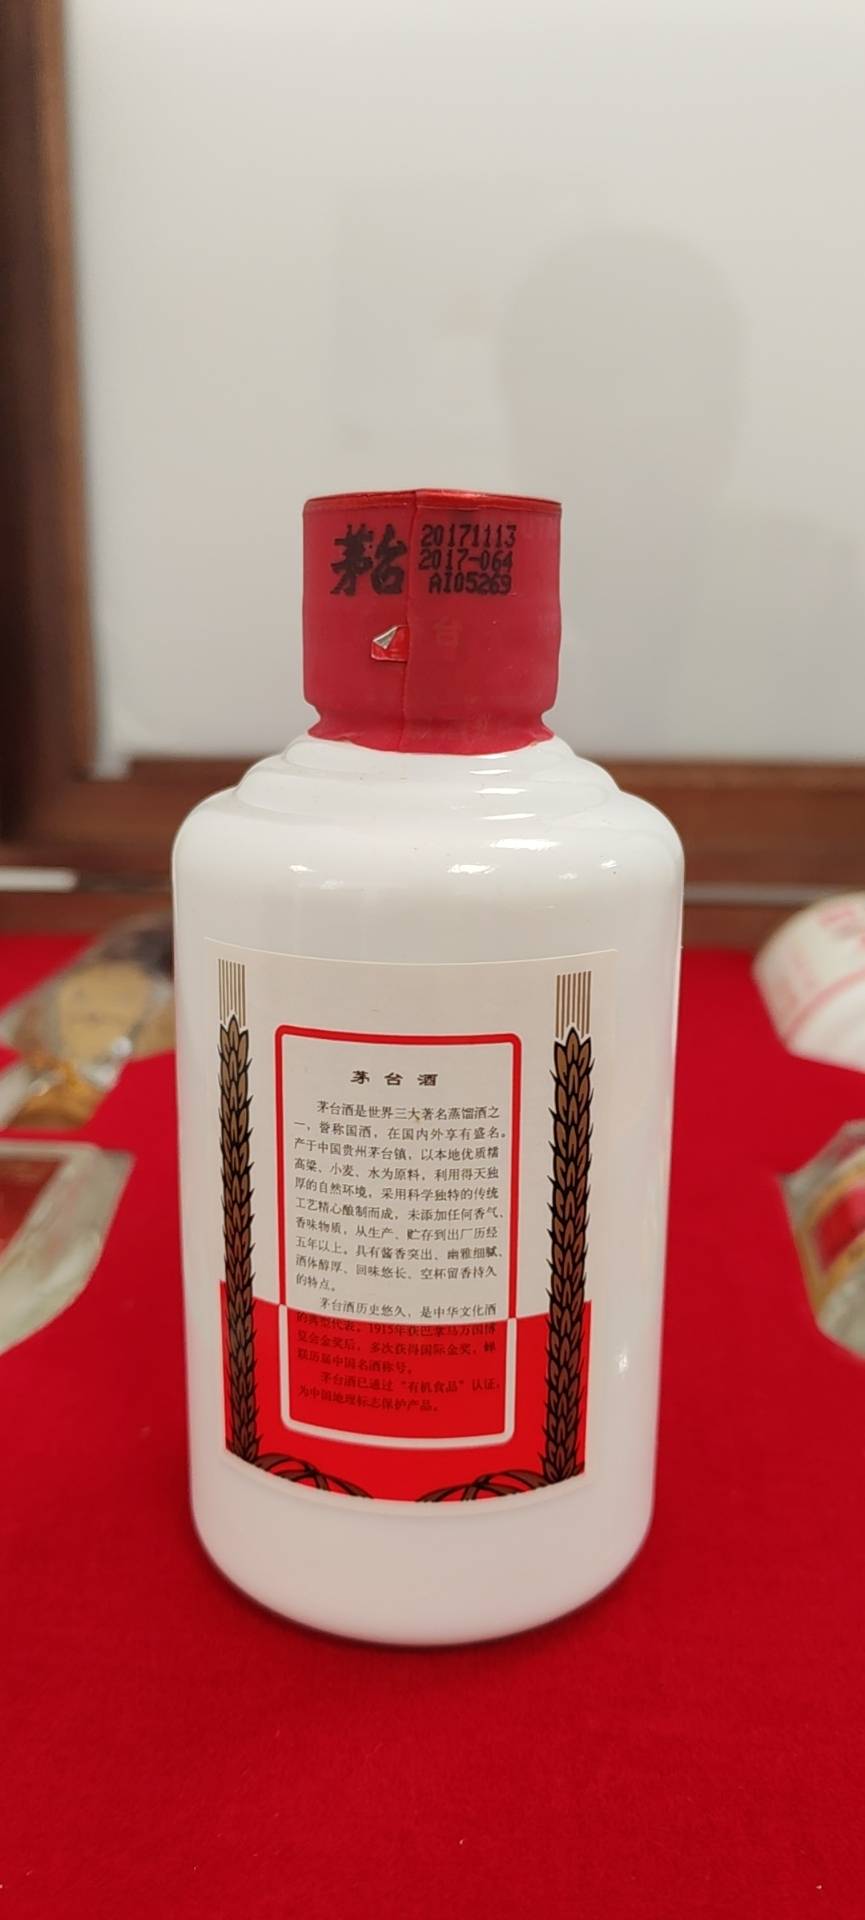 茅台
20171113
2017-064
AI05269
台
茅台酒
茅台酒是世界三大著名蒸馏酒之
一，誉称国酒，在国内外享有盛名。
产于中国贵州茅台镇，以本地优质糯
高粱、小麦、水为原料，利用得天独
厚的自然环境，采用科学独特的传统
工艺精心酿制而成，未添加任何香气、
香味物质，从生产、贮存到出厂历经
五年以上。具有酱香突出、幽雅细腻、
酒体醇厚、回味悠长、空杯留香持久
的特点。
茅台酒历史悠久，是中华文化酒
的典型代表。1915年获巴拿马万国博
览会金奖后，多次获得国际金奖，蝉
联历届中国名酒称号。
茅台酒已通过“有机食品”认证，
为中国地理标志保护产品。